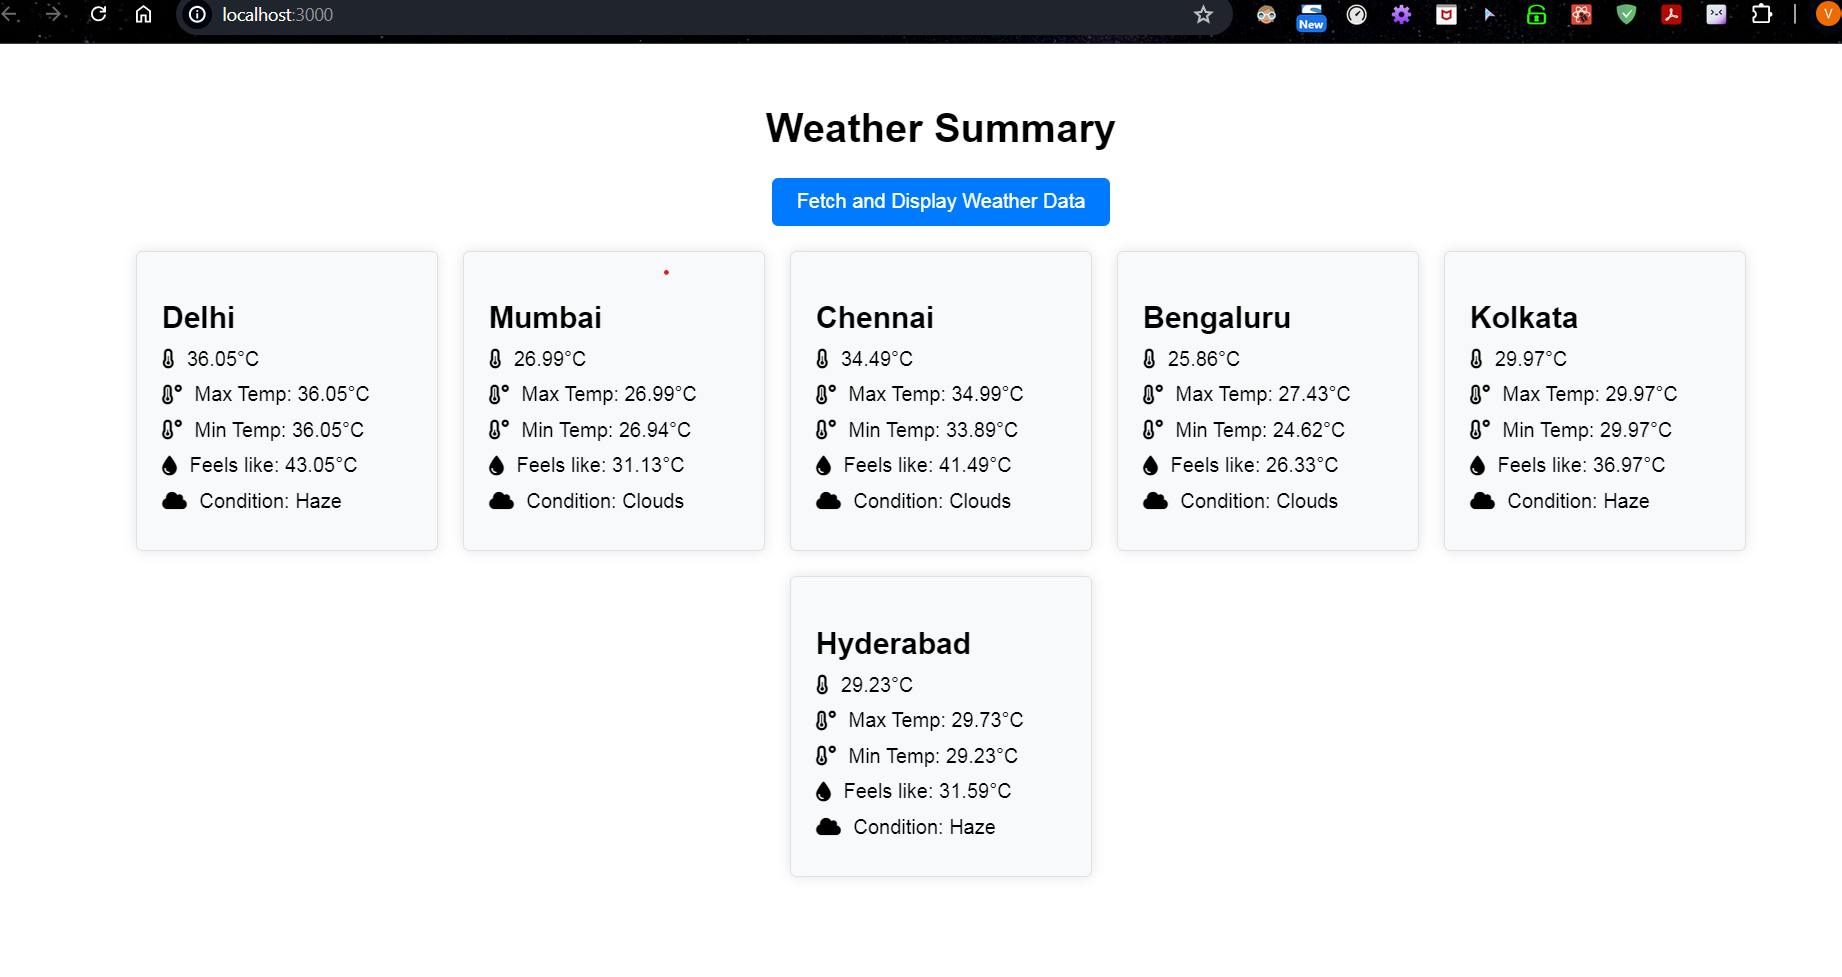 localhost:3000
New
V
Weather Summary
Fetch and Display Weather Data
Delhi
36.05°C
Max Temp: 36.05°C
Min Temp: 36.05°C
Feels like: 43.05°C
Condition: Haze
Mumbai
26.99°C
Max Temp: 26.99°C
Min Temp: 26.94°C
Feels like: 31.13°C
Condition: Clouds
Chennai
34.49°C
Max Temp: 34.99°C
Min Temp: 33.89°C
Feels like: 41.49°C
Condition: Clouds
Bengaluru
25.86°C
Max Temp: 27.43°C
Min Temp: 24.62°C
Feels like: 26.33°C
Condition: Clouds
Kolkata
29.97°C
Max Temp: 29.97°C
Min Temp: 29.97°C
Feels like: 36.97°C
Condition: Haze
Hyderabad
29.23°C
Max Temp: 29.73°C
Min Temp: 29.23°C
Feels like: 31.59°C
Condition: Haze